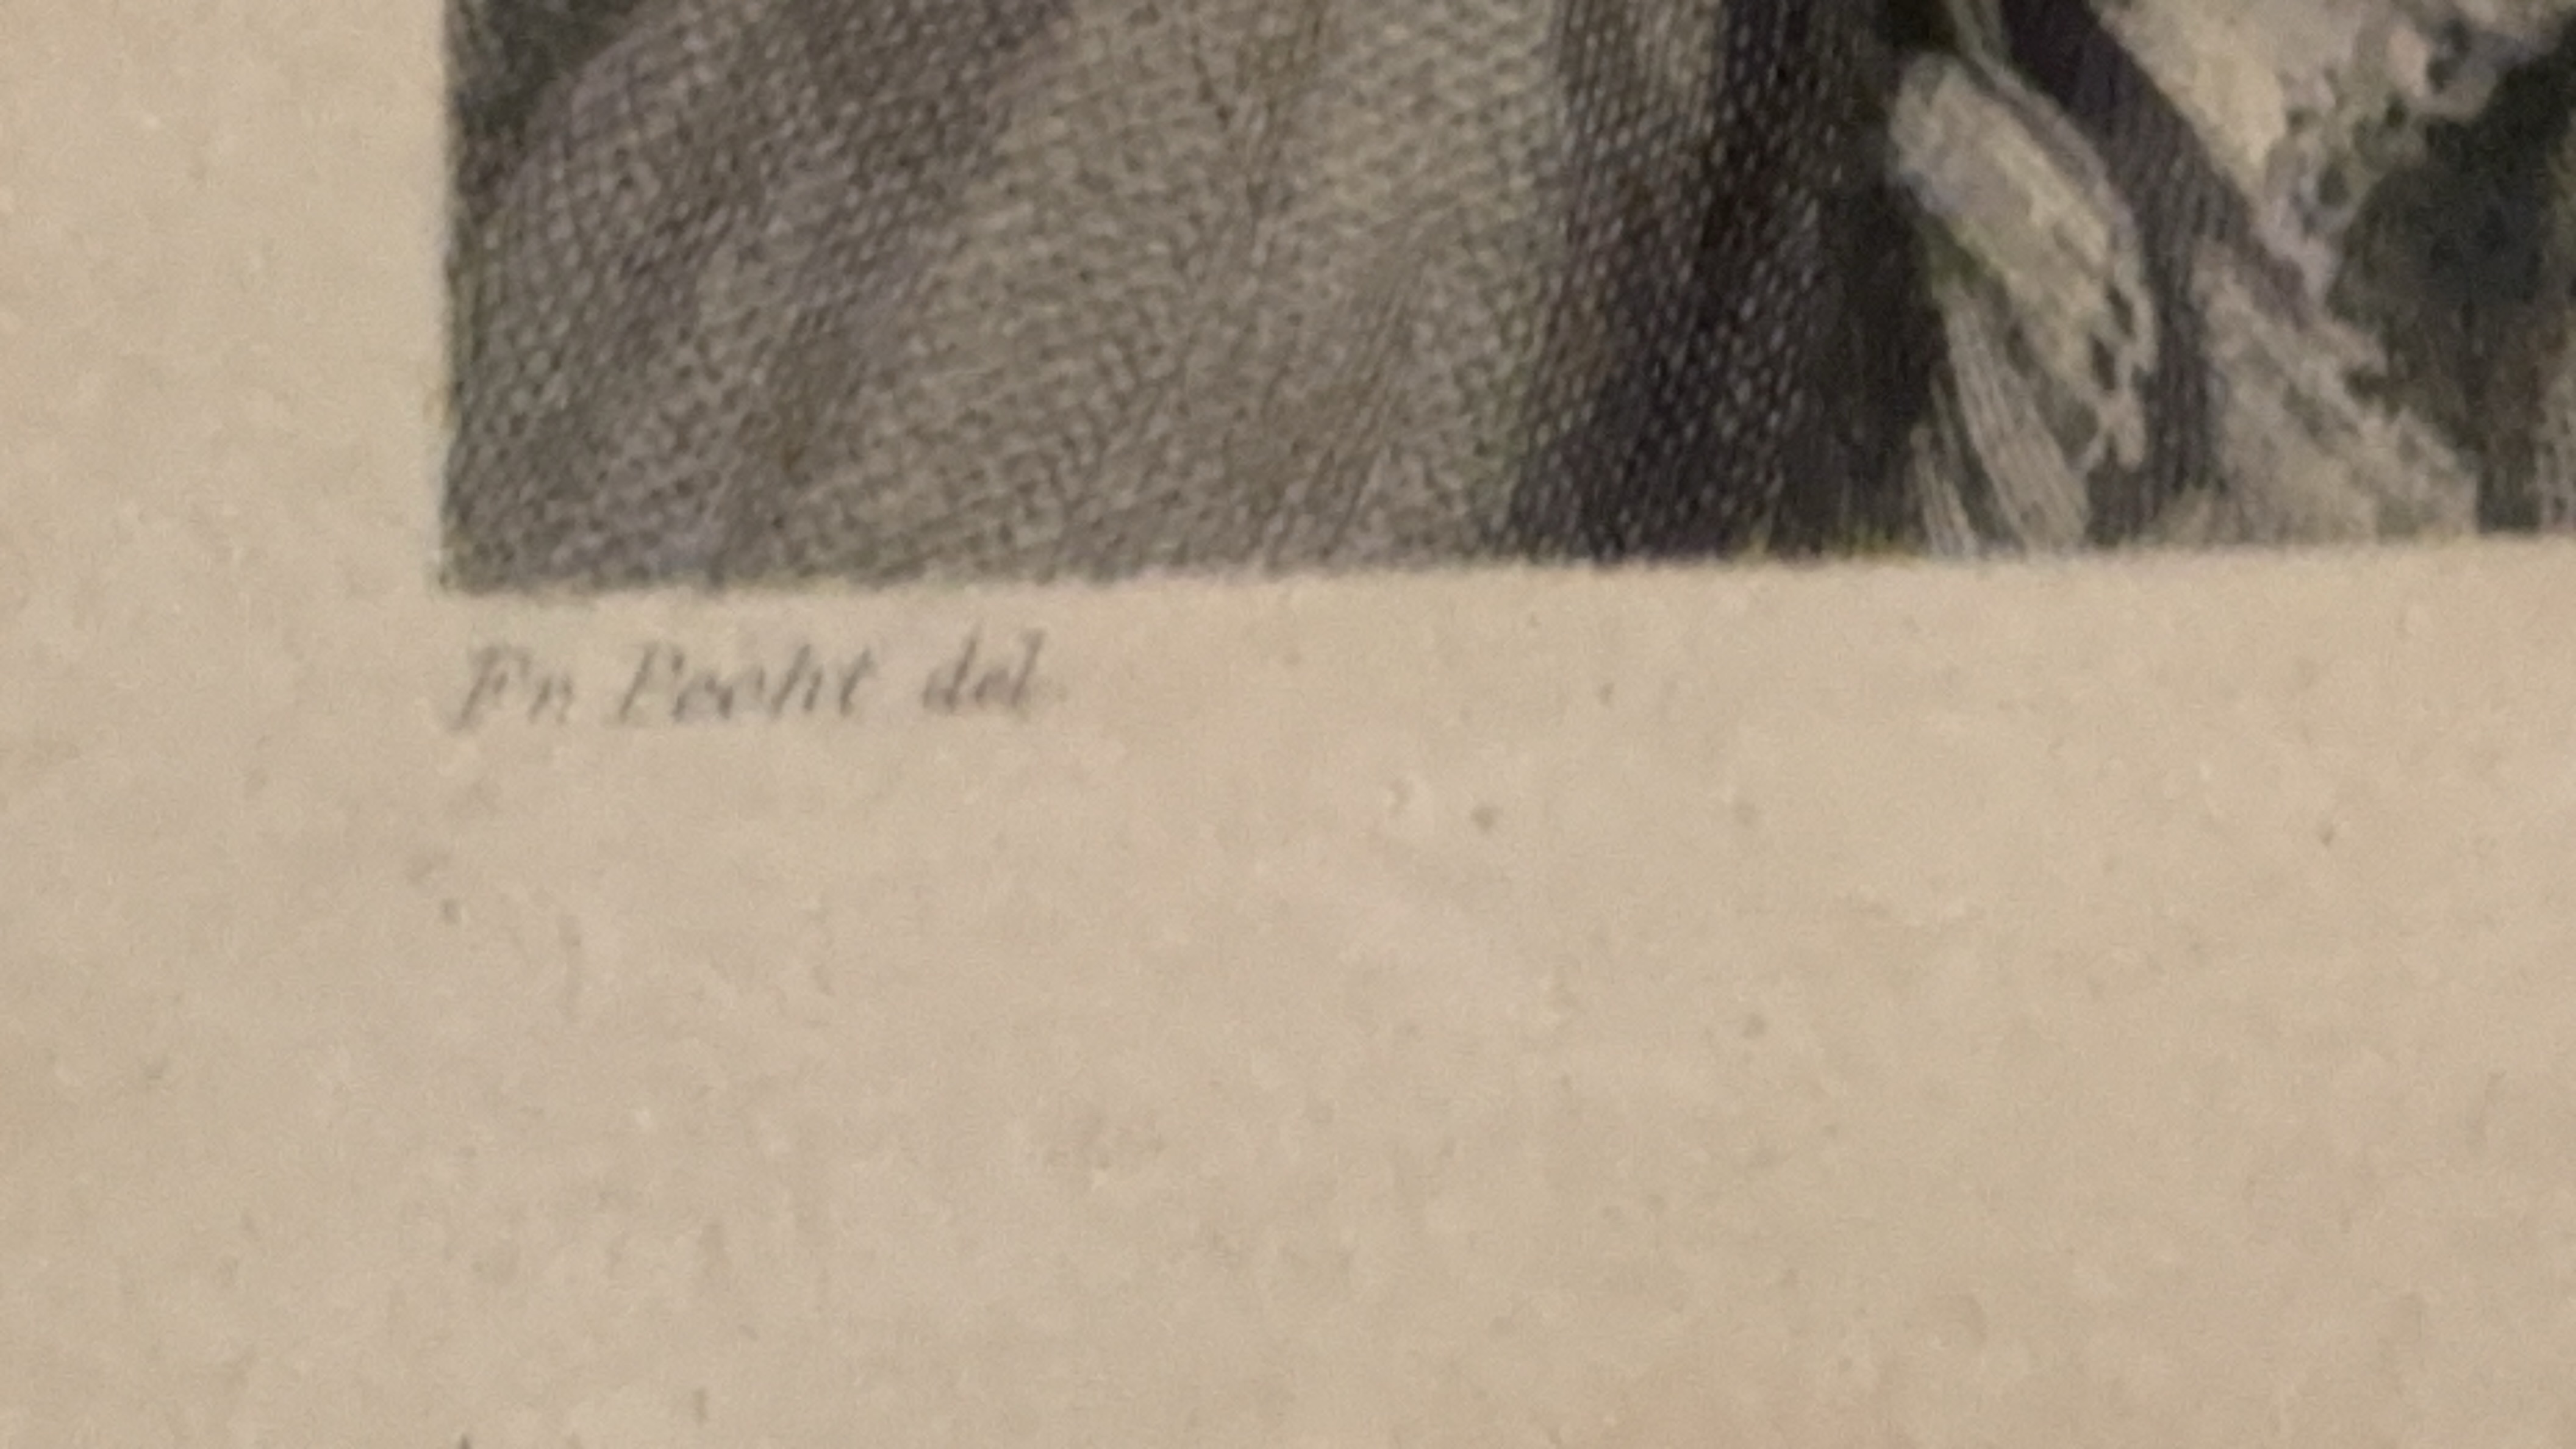 Fr. Pecht del.